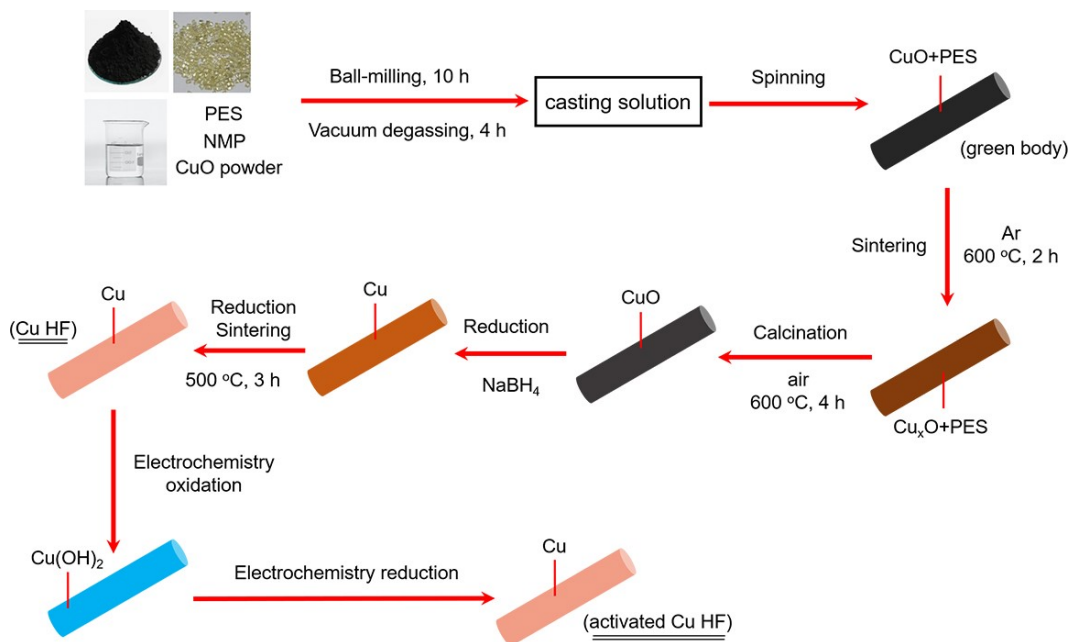 PES
NMP
CuO powder
Ball-milling, 10 h
Vacuum degassing, 4 h
casting solution
Spinning
CuO+PES
(green body)
Sintering
Ar
600 °C, 2 h
CuₓO+PES
Calcination
air
600 °C, 4 h
CuO
Reduction
NaBH₄
Cu
Reduction
Sintering
500 °C, 3 h
Cu
(Cu HF)
Electrochemistry
oxidation
Cu(OH)₂
Electrochemistry reduction
Cu
(activated Cu HF)